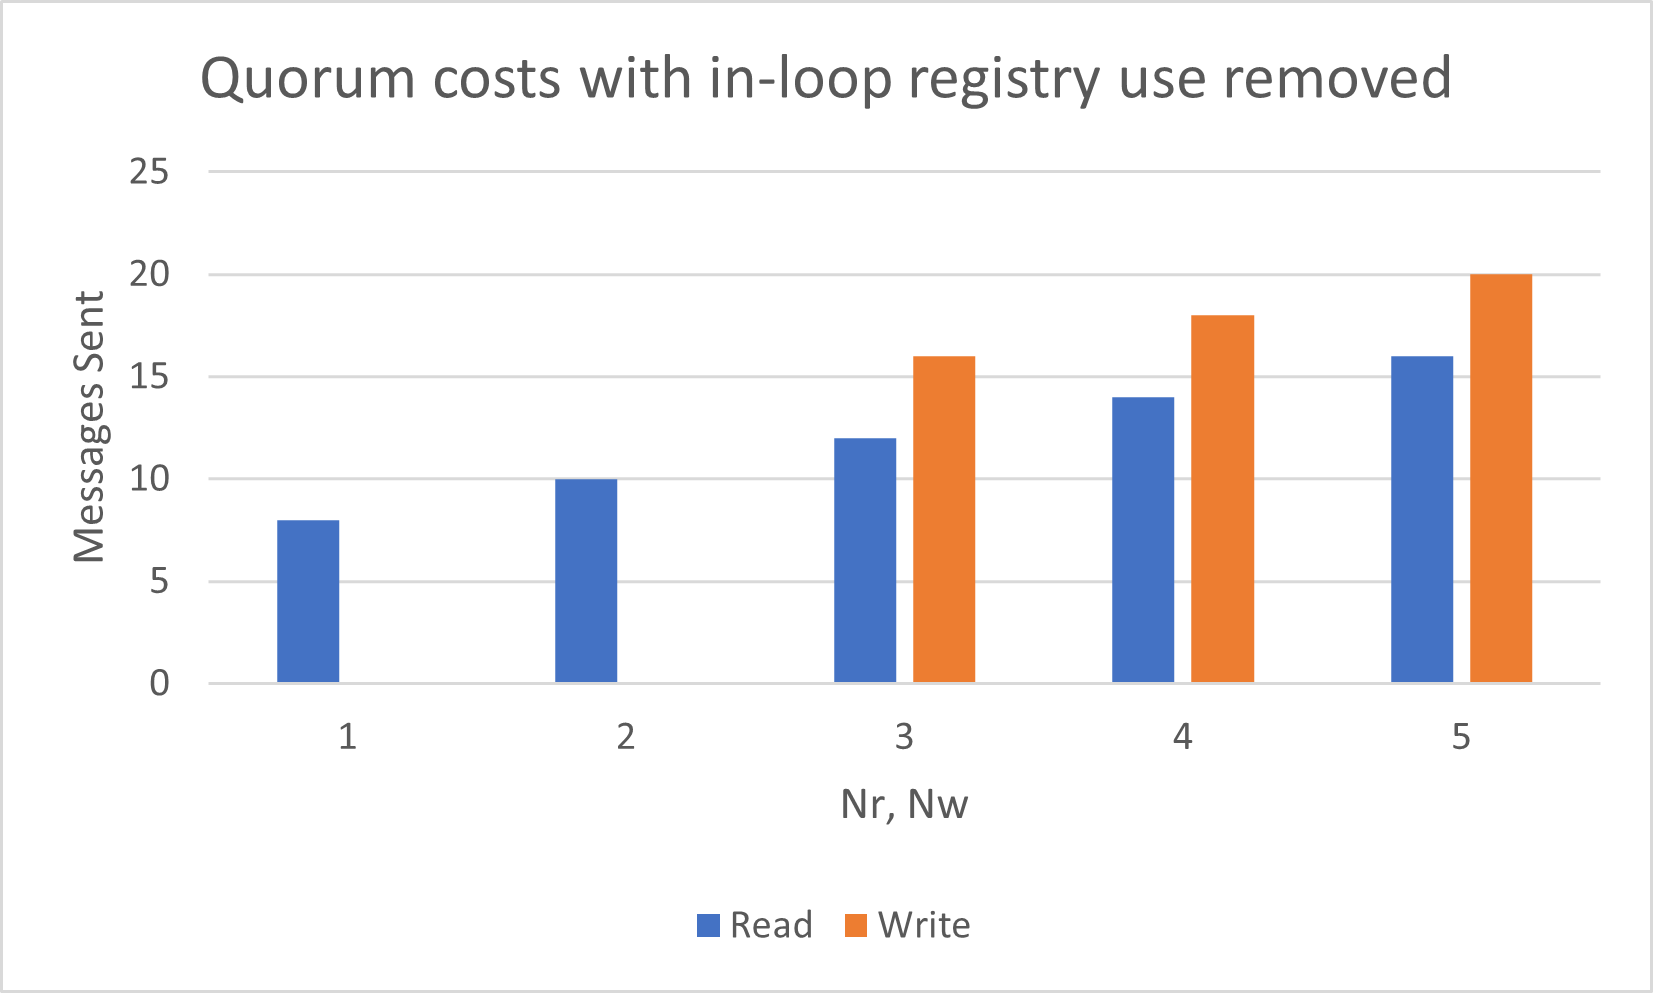 Quorum costs with in-loop registry use removed
25
20
15
10
5
0
Messages Sent
1 2 3 4 5
Nr, Nw
Read Write